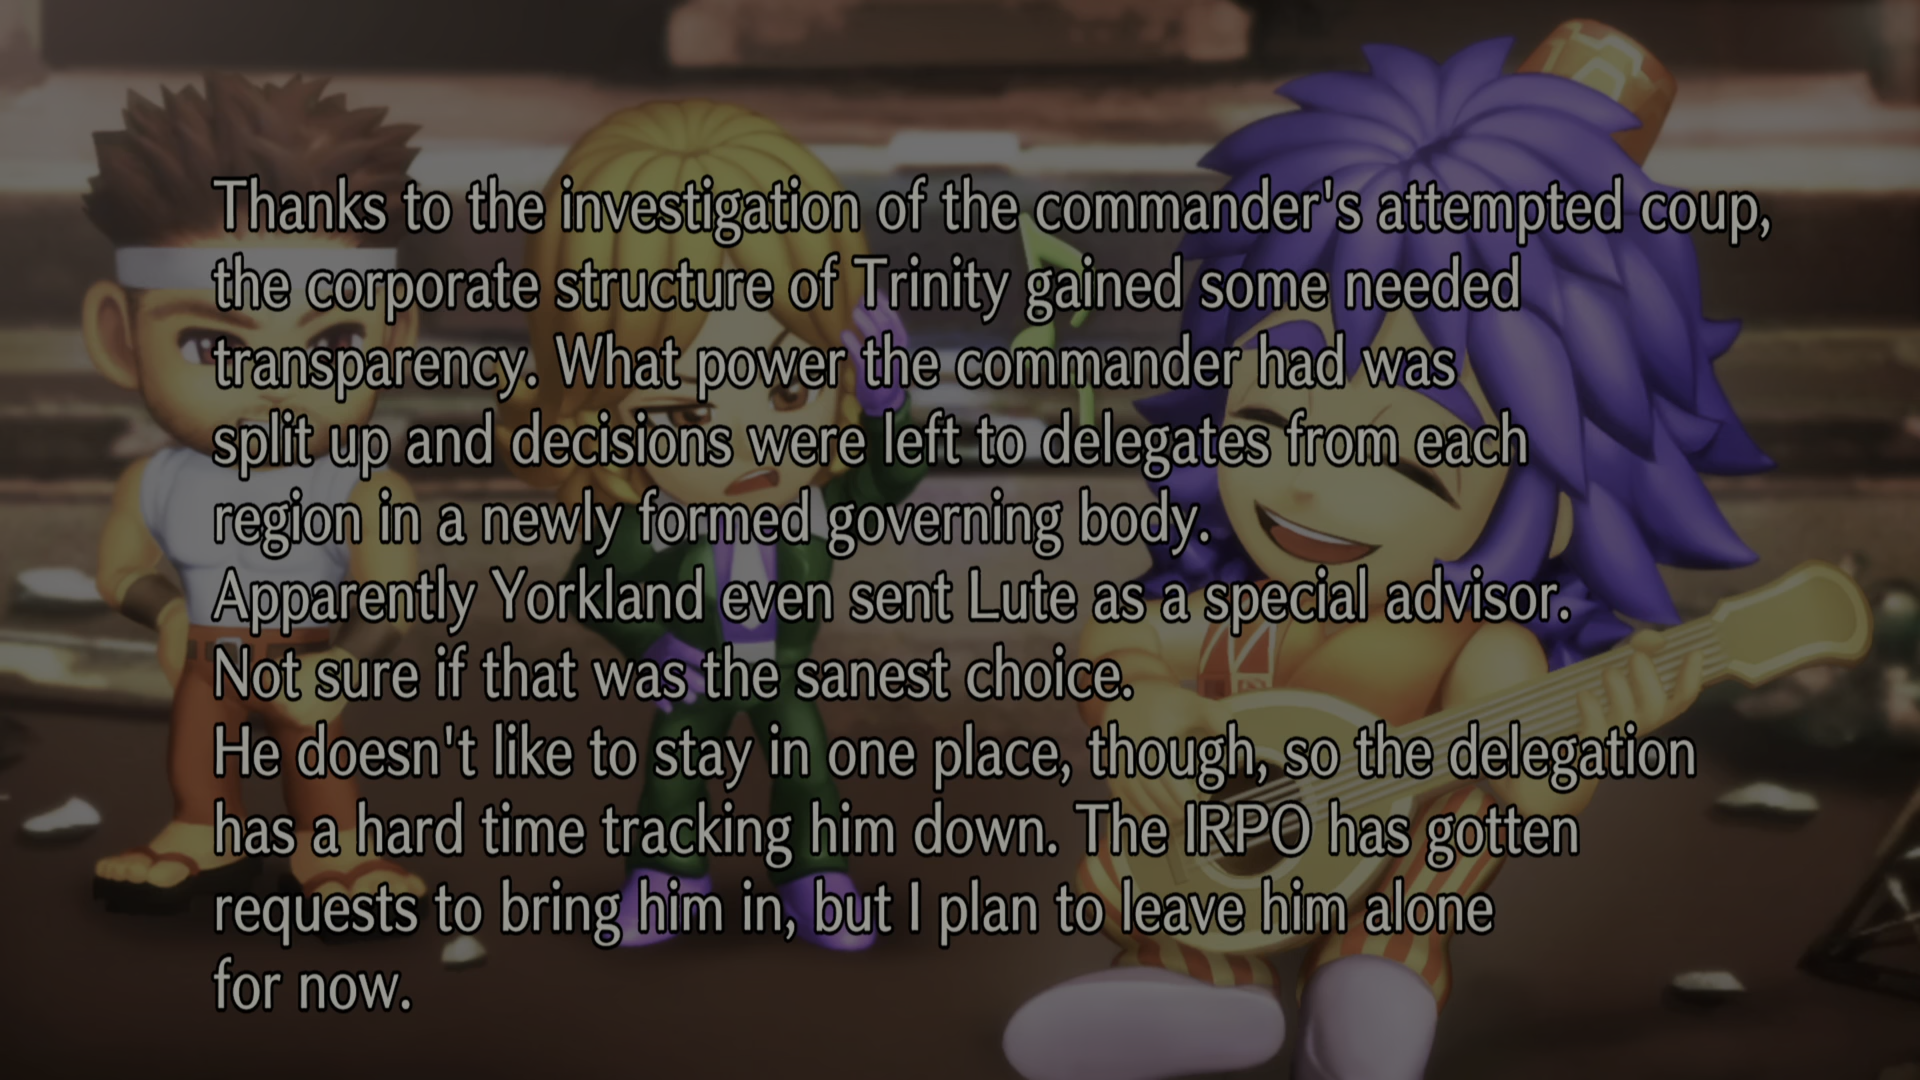 Thanks to the investigation of the commander's attempted coup,
the corporate structure of Trinity gained some needed
transparency. What power the commander had was
split up and decisions were left to delegates from each
region in a newly formed governing body.
Apparently Yorkland even sent Lute as a special advisor.
Not sure if that was the sanest choice.
He doesn't like to stay in one place, though, so the delegation
has a hard time tracking him down. The IRPO has gotten
requests to bring him in, but I plan to leave him alone
for now.